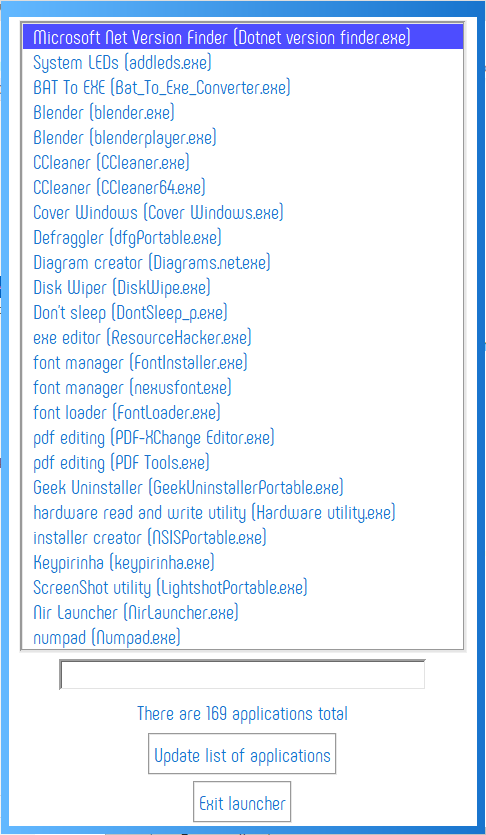 Microsoft Net Version Finder (Dotnet version finder.exe)
System LEDs (addleds.exe)
BAT To EXE (Bat_To_Exe_Converter.exe)
Blender (blender.exe)
Blender (blenderplayer.exe)
CCleaner (CCleaner.exe)
CCleaner (CCleaner64.exe)
Cover Windows (Cover Windows.exe)
Defraggler (dfgPortable.exe)
Diagram creator (Diagrams.net.exe)
Disk Wiper (DiskWipe.exe)
Don't sleep (DontSleep_p.exe)
exe editor (ResourceHacker.exe)
font manager (FontInstaller.exe)
font manager (nexusfont.exe)
font loader (FontLoader.exe)
pdf editing (PDF-XChange Editor.exe)
pdf editing (PDF Tools.exe)
Geek Uninstaller (GeekUninstallerPortable.exe)
hardware read and write utility (Hardware utility.exe)
installer creator (NSISPortable.exe)
Keypirinha (keypirinha.exe)
ScreenShot utility (LightshotPortable.exe)
Nir Launcher (NirLauncher.exe)
numpad (Numpad.exe)
There are 169 applications total
Update list of applications
Exit launcher